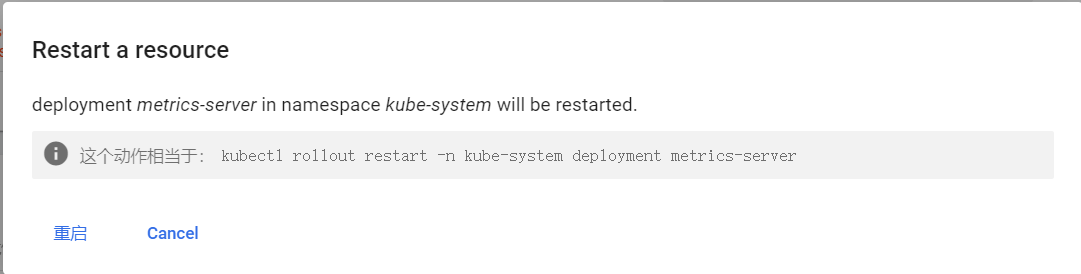 Restart a resource
deployment metrics-server in namespace kube-system will be restarted.
这个动作相当于： kubectl rollout restart -n kube-system deployment metrics-server
重启 Cancel